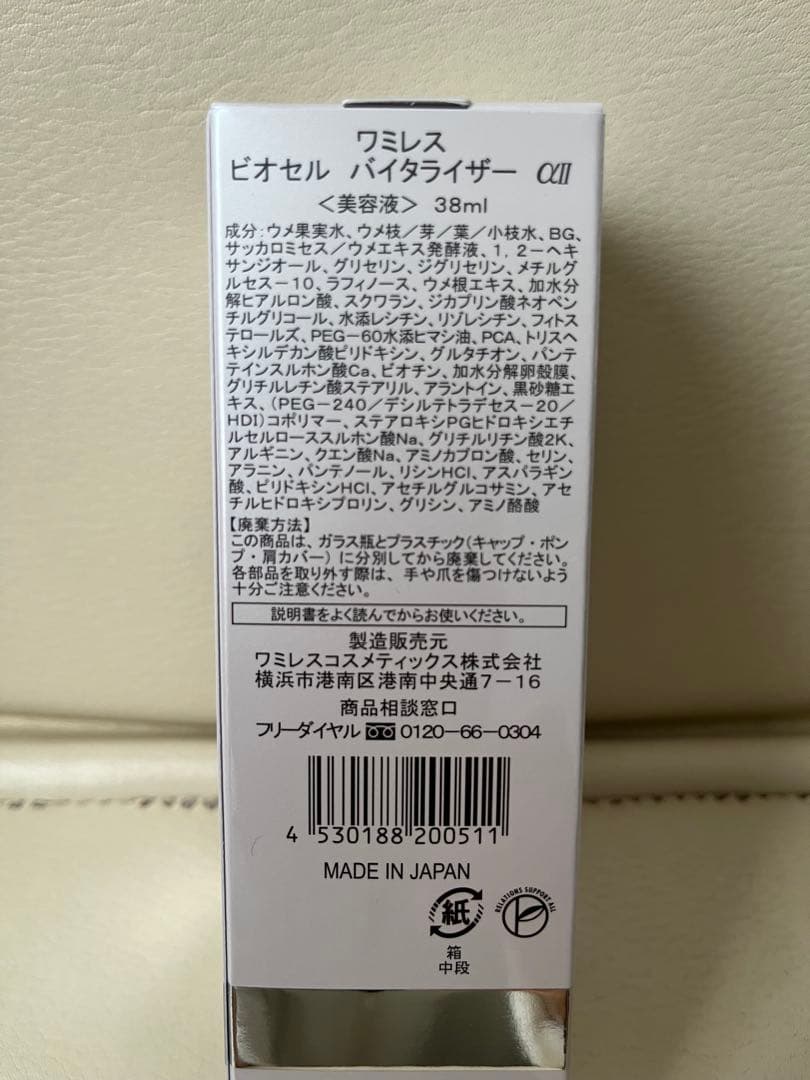 ワミレス
ビオセル バイタライザー αII
＜美容液＞ 38ml
成分:ウメ果実水、ウメ枝／芽／葉／小枝水、BG、
サッカロミセス／ウメエキス発酵液、1, 2－ヘキ
サンジオール、グリセリン、ジグリセリン、メチルグ
ルセス－10、ラフィノース、ウメ根エキス、加水分
解ヒアルロン酸、スクワラン、ジカプリン酸ネオペン
チルグリコール、水添レシチン、リゾレシチン、フィトス
テロールズ、PEG－60水添ヒマシ油、PCA、トリスヘ
キシルデカン酸ピリドキシン、グルタチオン、パンテ
テインスルホン酸Ca、ビオチン、加水分解卵殻膜、
グリチルレチン酸ステアリル、アラントイン、黒砂糖エ
キス、(PEG－240／デシルテトラデセス－20／
HDI)コポリマー、ステアロキシPGヒドロキシエチ
ルセルローススルホン酸Na、グリチルリチン酸2K、
アルギニン、クエン酸Na、アミノカプロン酸、セリン、
アラニン、パンテノール、リシンHCl、アスパラギン
酸、ピリドキシンHCl、アセチルグルコサミン、アセ
チルヒドロキシプロリン、グリシン、アミノ酪酸
【廃棄方法】
この商品は、ガラス瓶とプラスチック(キャップ・ポン
プ・肩カバー)に分別してから廃棄してください。
各部品を取り外す際は、手や爪を傷つけないよう
十分ご注意ください。
説明書をよく読んでからお使いください。
製造販売元
ワミレスコスメティックス株式会社
横浜市港南区港南中央通7－16
商品相談窓口
フリーダイヤル 0120－66－0304
4 530188 200511
MADE IN JAPAN
紙
RELATIONS SUPPORT ALL
箱
中段